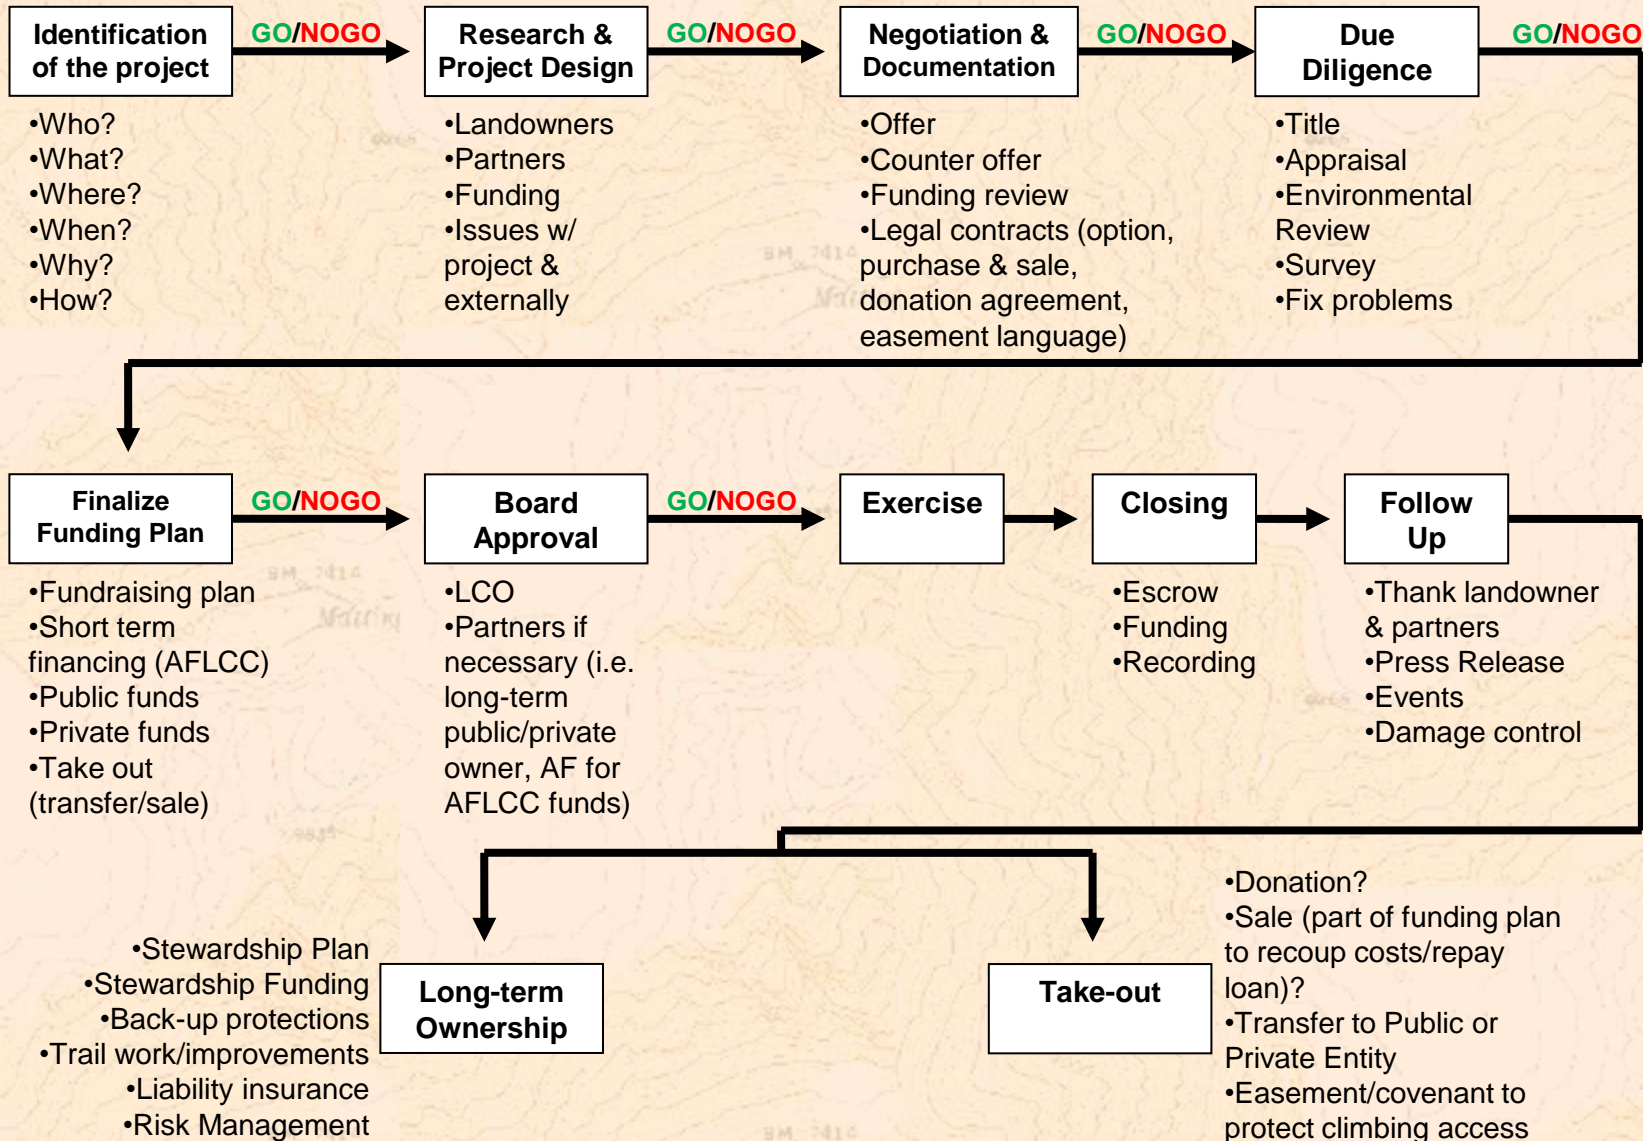 Identification
of the project
GO/NOGO
Research &
Project Design
GO/NOGO
Negotiation &
Documentation
GO/NOGO
Due
Diligence
GO/NOGO
•Who?
•What?
•Where?
•When?
•Why?
•How?
•Landowners
•Partners
•Funding
•Issues w/
project &
externally
•Offer
•Counter offer
•Funding review
•Legal contracts (option,
purchase & sale,
donation agreement,
easement language)
•Title
•Appraisal
•Environmental
Review
•Survey
•Fix problems
Finalize
Funding Plan
GO/NOGO
Board
Approval
GO/NOGO
Exercise
Closing
Follow
Up
•Fundraising plan
•Short term
financing (AFLCC)
•Public funds
•Private funds
•Take out
(transfer/sale)
•LCO
•Partners if
necessary (i.e.
long-term
public/private
owner, AF for
AFLCC funds)
•Escrow
•Funding
•Recording
•Thank landowner
& partners
•Press Release
•Events
•Damage control
•Stewardship Plan
•Stewardship Funding
•Back-up protections
•Trail work/improvements
•Liability insurance
•Risk Management
Long-term
Ownership
Take-out
•Donation?
•Sale (part of funding plan
to recoup costs/repay
loan)?
•Transfer to Public or
Private Entity
•Easement/covenant to
protect climbing access
BM 7414
BM 7414
BM 7414